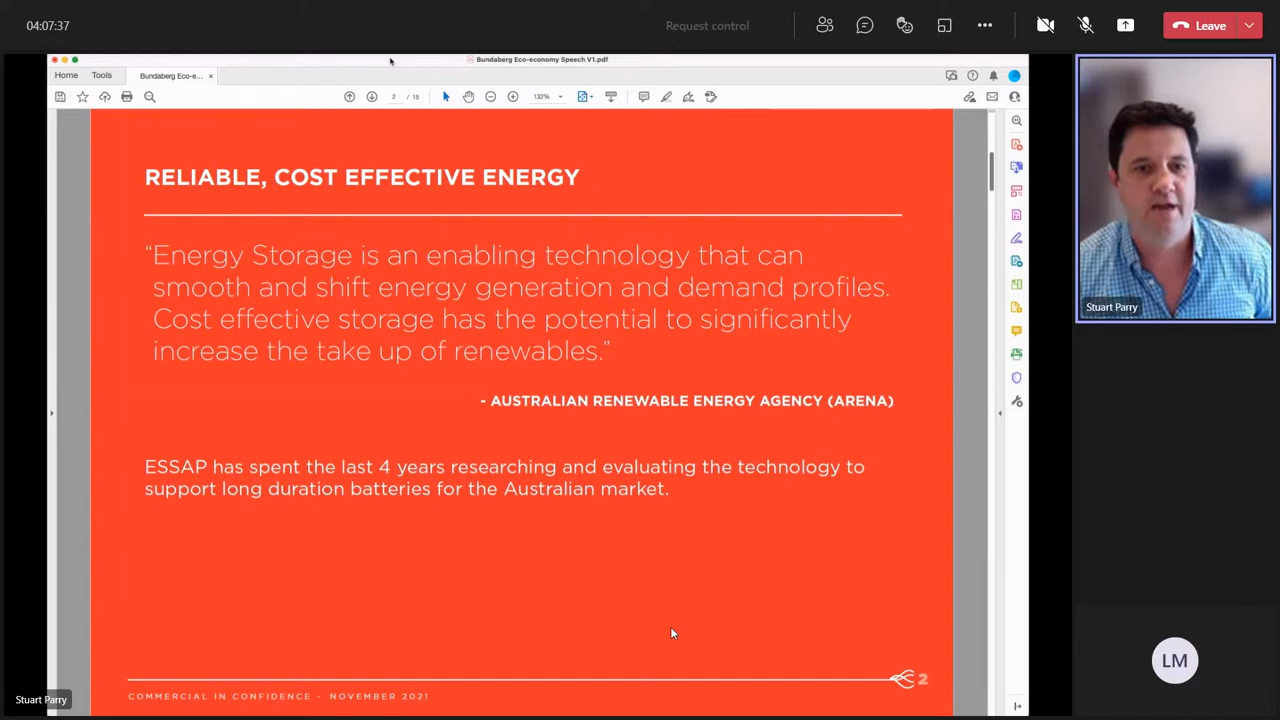 04:07:37
Request control
Leave
Bundaberg Eco-economy Speech V1.pdf
Home
Tools
Bundaberg Eco-e...
2 / 15
132%
RELIABLE, COST EFFECTIVE ENERGY
“Energy Storage is an enabling technology that can
smooth and shift energy generation and demand profiles.
Cost effective storage has the potential to significantly
increase the take up of renewables.”
- AUSTRALIAN RENEWABLE ENERGY AGENCY (ARENA)
ESSAP has spent the last 4 years researching and evaluating the technology to
support long duration batteries for the Australian market.
COMMERCIAL IN CONFIDENCE - NOVEMBER 2021
2
Stuart Parry
Stuart Parry
LM